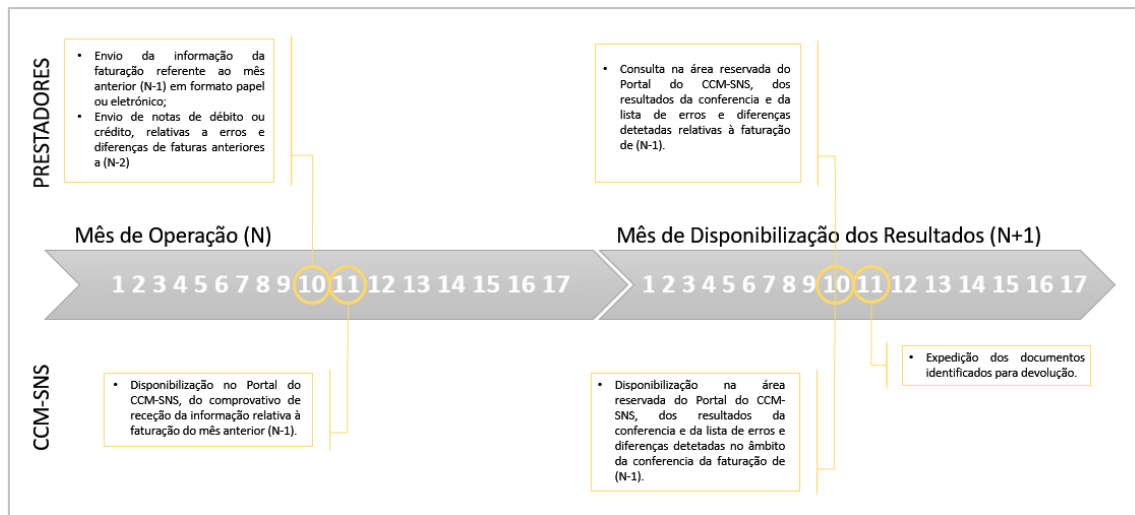 PRESTADORES
• Envio da informação da
faturação referente ao mês
anterior (N-1) em formato papel
ou eletrónico;
• Envio de notas de débito ou
crédito, relativas a erros e
diferenças de faturas anteriores
a (N-2)
• Consulta na área reservada do
Portal do CCM-SNS, dos
resultados da conferencia e da
lista de erros e diferenças
detetadas relativas à faturação
de (N-1).
Mês de Operação (N)
Mês de Disponibilização dos Resultados (N+1)
1 2 3 4 5 6 7 8 9 10 11 12 13 14 15 16 17
1 2 3 4 5 6 7 8 9 10 11 12 13 14 15 16 17
CCM-SNS
• Disponibilização no Portal do
CCM-SNS, do comprovativo de
receção da informação relativa à
faturação do mês anterior (N-1).
• Disponibilização na área
reservada do Portal do CCM-
SNS, dos resultados da
conferencia e da lista de erros e
diferenças detetadas no âmbito
da conferencia da faturação de
(N-1).
• Expedição dos documentos
identificados para devolução.